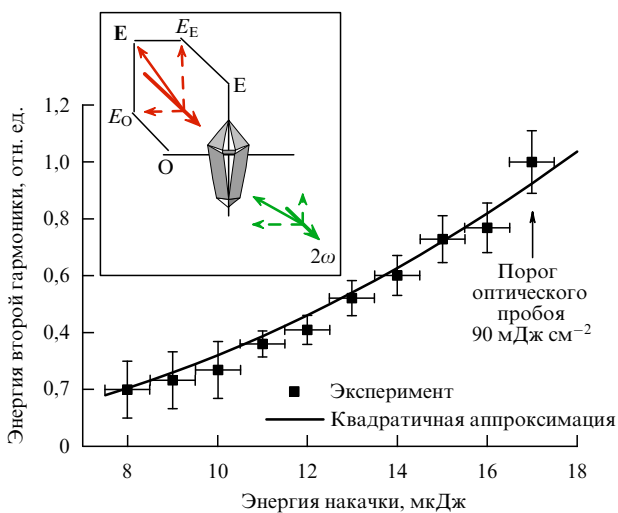 E
E_E
E
E_O
O
2ω
Энергия второй гармоники, отн. ед.
1,2
1,0
0,8
0,6
0,4
0,7
0
Порог
оптического
пробоя
90 мДж см⁻²
Эксперимент
Квадратичная аппроксимация
8
10
12
14
16
18
Энергия накачки, мкДж